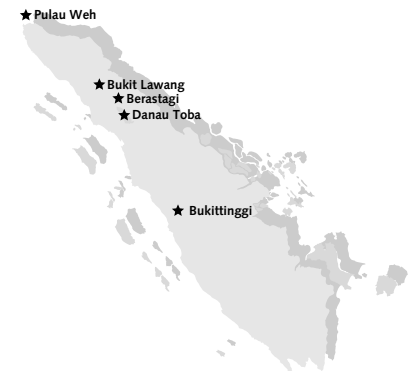 Pulau Weh
Bukit Lawang
Berastagi
Danau Toba
Bukittinggi